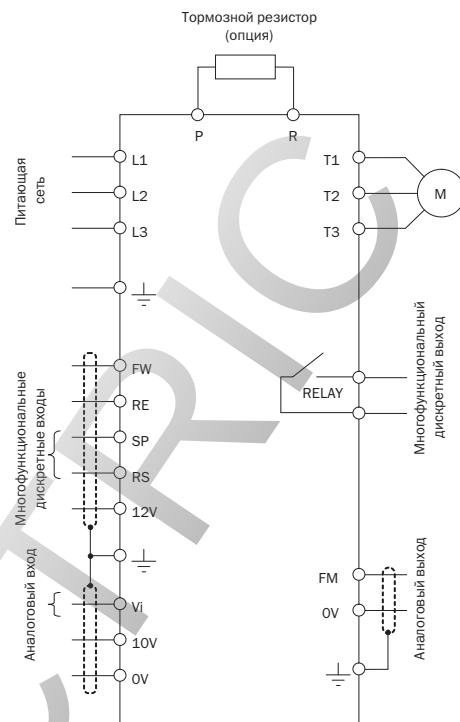 Тормозной резистор
(опция)
P
R
Питающая
сеть
L1
L2
L3
T1
T2
T3
M
Многофункциональные
дискретные входы
FW
RE
SP
RS
12V
RELAY
Многофункциональный
дискретный выход
Аналоговый вход
Vi
10V
0V
FM
0V
Аналоговый выход
CTRIC